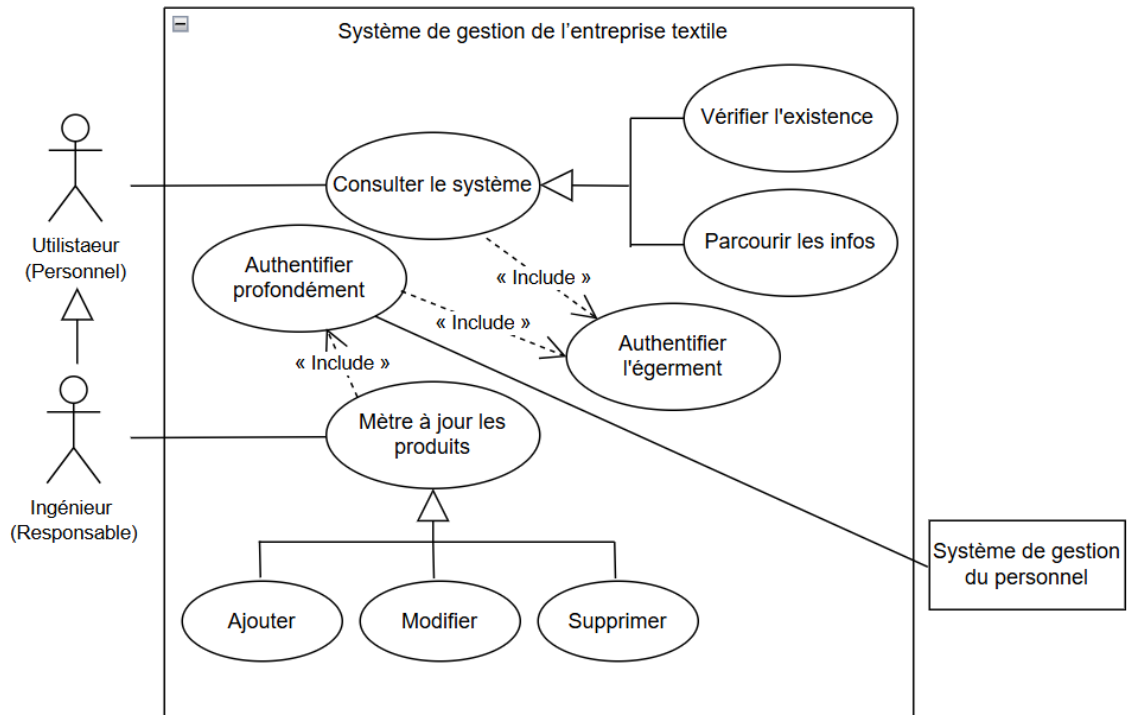 Système de gestion de l’entreprise textile
Vérifier l'existence
Consulter le système
Parcourir les infos
Utilistaeur
(Personnel)
Authentifier
profondément
« Include »
« Include »
« Include »
Authentifier
l'égerment
Mètre à jour les
produits
Ingénieur
(Responsable)
Système de gestion
du personnel
Ajouter
Modifier
Supprimer